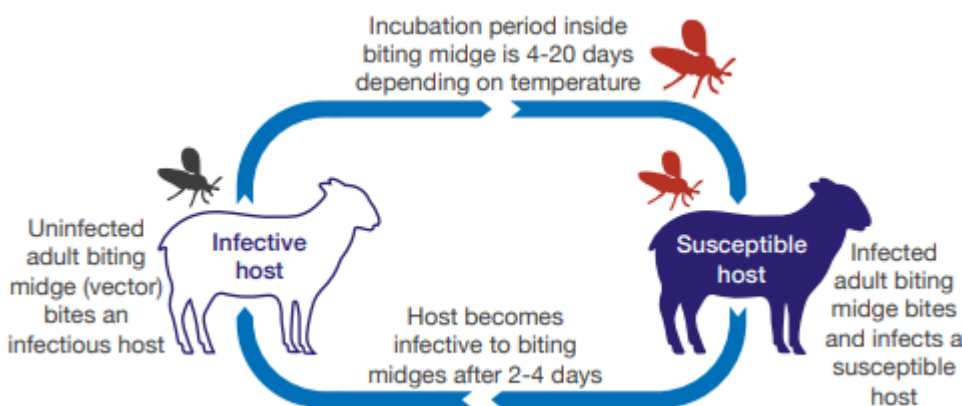 Incubation period inside
biting midge is 4-20 days
depending on temperature
Uninfected
adult biting
midge (vector)
bites an
infectious host
Infective
host
Susceptible
host
Infected
adult biting
midge bites
and infects a
susceptible
host
Host becomes
infective to biting
midges after 2-4 days